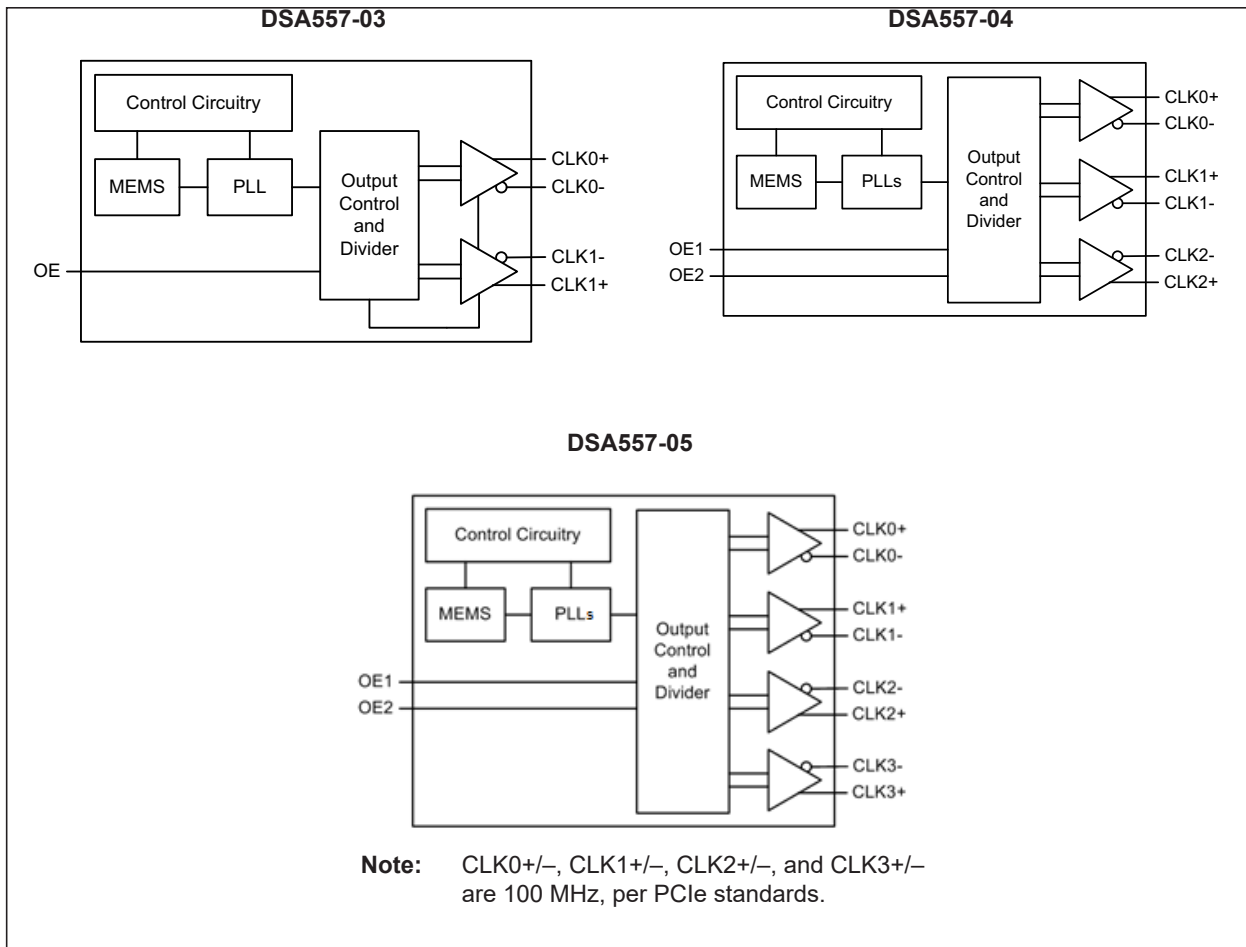 DSA557-03
Control Circuitry
MEMS
PLL
Output
Control
and
Divider
OE
CLK0+
CLK0-
CLK1-
CLK1+
DSA557-04
Control Circuitry
MEMS
PLLs
Output
Control
and
Divider
OE1
OE2
CLK0+
CLK0-
CLK1+
CLK1-
CLK2-
CLK2+
DSA557-05
Control Circuitry
MEMS
PLLs
Output
Control
and
Divider
OE1
OE2
CLK0+
CLK0-
CLK1+
CLK1-
CLK2-
CLK2+
CLK3-
CLK3+
Note: CLK0+/–, CLK1+/–, CLK2+/–, and CLK3+/–
are 100 MHz, per PCIe standards.